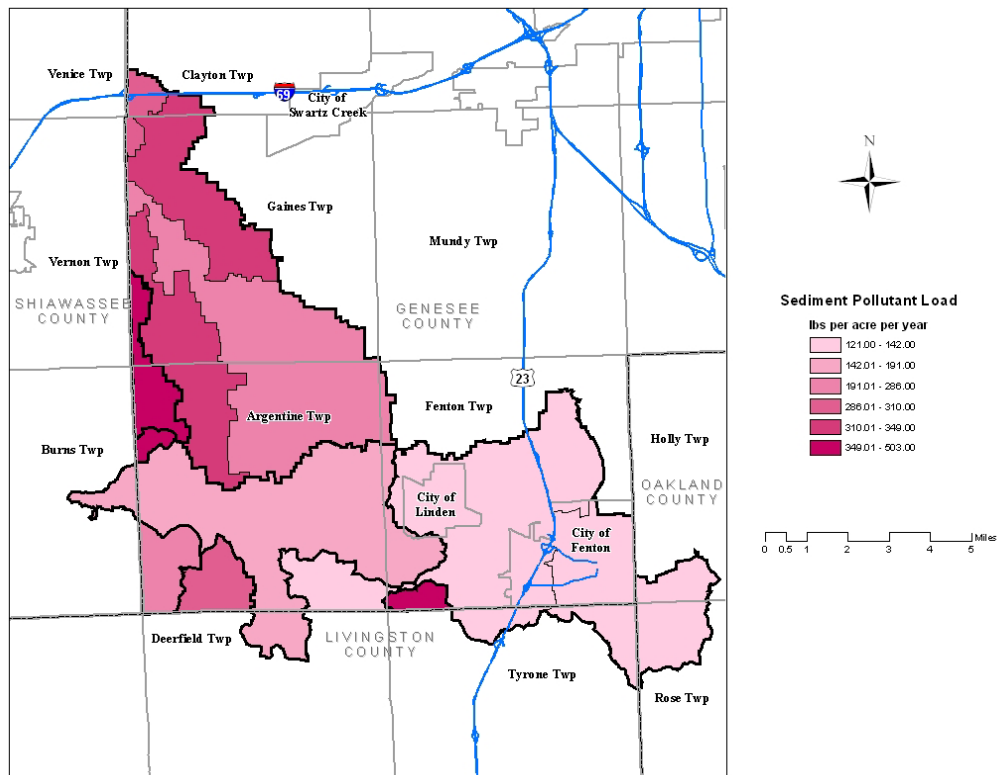 Venice Twp
Clayton Twp
69
City of
Swartz Creek
N
Gaines Twp
Mundy Twp
Vernon Twp
SHIAWASSEE
COUNTY
GENESEE
COUNTY
Sediment Pollutant Load
lbs per acre per year
121.00 - 142.00
142.01 - 191.00
191.01 - 286.00
286.01 - 310.00
310.01 - 349.00
349.01 - 503.00
23
Argentine Twp
Fenton Twp
Holly Twp
Burns Twp
OAKLAND
COUNTY
City of
Linden
City of
Fenton
Miles
0 0.5 1 2 3 4 5
Deerfield Twp
LIVINGSTON
COUNTY
Tyrone Twp
Rose Twp